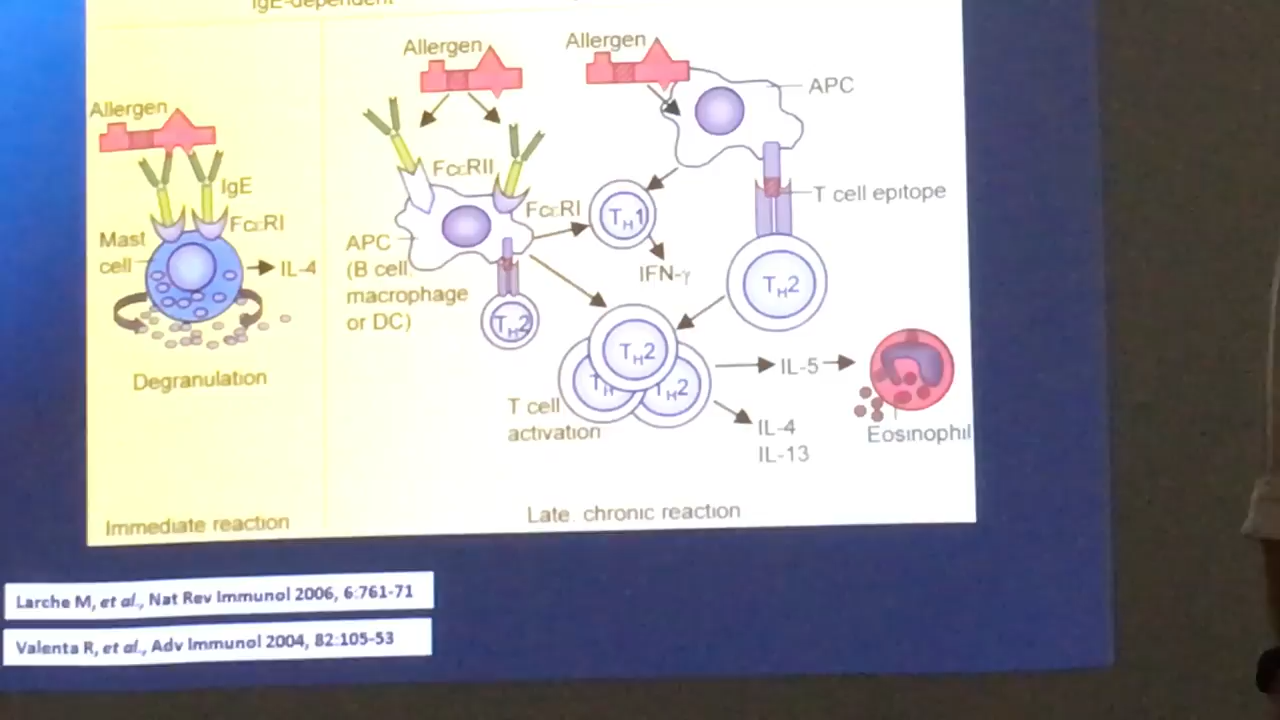 IgE-dependent
Allergen
IgE
FcεRI
Mast
cell
IL-4
Degranulation
Immediate reaction
Allergen
FcεRII
FcεRI
APC
(B cell,
macrophage
or DC)
TH2
Allergen
APC
T cell epitope
TH1
IFN-γ
TH2
TH2
TH
TH2
T cell
activation
IL-5
IL-4
IL-13
Eosinophil
Late, chronic reaction
Larche M, et al., Nat Rev Immunol 2006, 6:761-71
Valenta R, et al., Adv Immunol 2004, 82:105-53